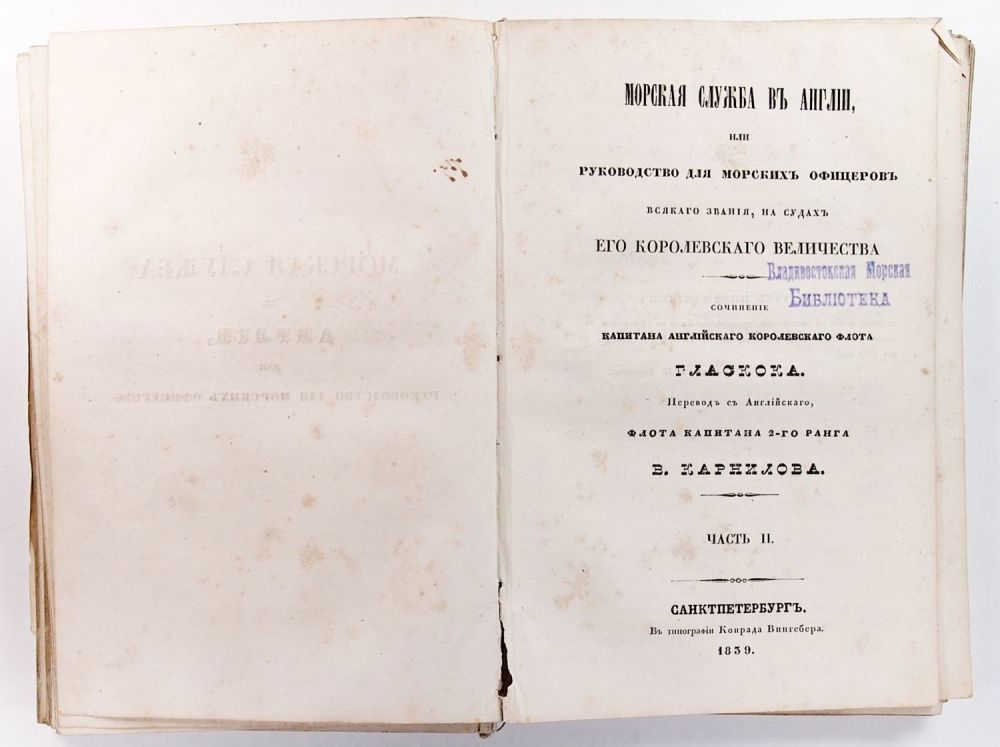 МОРСКАЯ СЛУЖБА ВЪ АНГЛІИ,
ИЛИ
РУКОВОДСТВО ДЛЯ МОРСКИХЪ ОФИЦЕРОВЪ
ВСЯКАГО ЗВАНІЯ, НА СУДАХЪ
ЕГО КОРОЛЕВСКАГО ВЕЛИЧЕСТВА
Владивостокская Морская
БИБЛІОТЕКА
СОЧИНЕНІЕ
КАПИТАНА АНГЛІЙСКАГО КОРОЛЕВСКАГО ФЛОТА
ГЛАСКОКА.
Переводъ съ Англійскаго,
ФЛОТА КАПИТАНА 2-ГО РАНГА
В. КАРНИЛОВА.
ЧАСТЬ II.
САНКТПЕТЕРБУРГЪ.
Въ типографіи Конрада Вингебера.
1839.